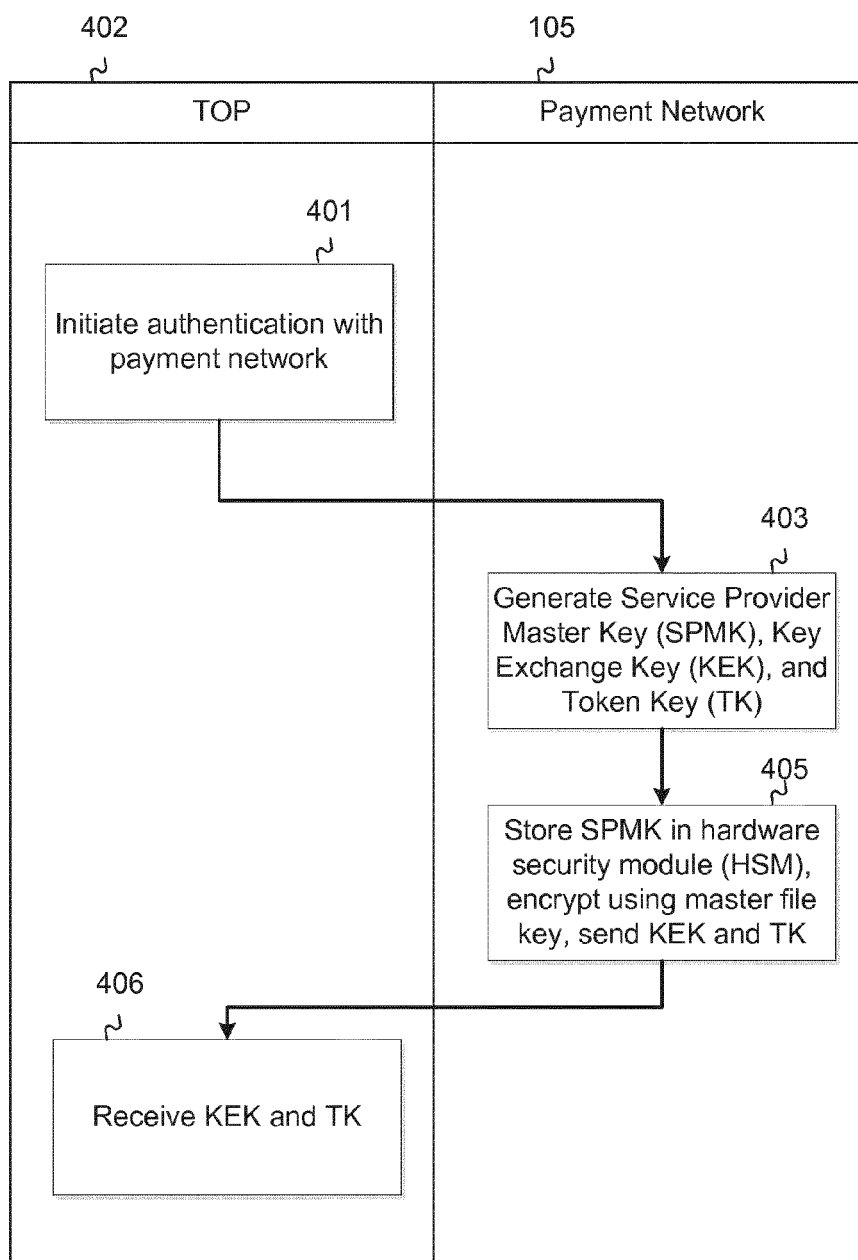 402
105
TOP
Payment Network
401
Initiate authentication with
payment network
403
Generate Service Provider
Master Key (SPMK), Key
Exchange Key (KEK), and
Token Key (TK)
405
Store SPMK in hardware
security module (HSM),
encrypt using master file
key, send KEK and TK
406
Receive KEK and TK